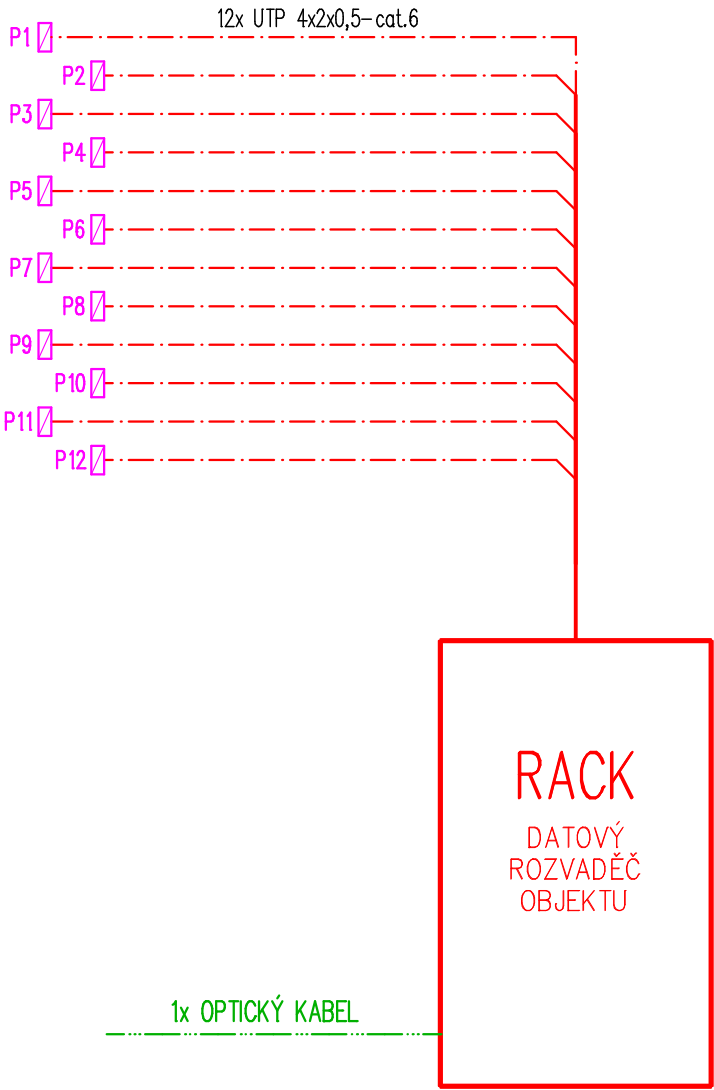 12x UTP 4x2x0,5-cat.6
P1
P2
P3
P4
P5
P6
P7
P8
P9
P10
P11
P12
RACK
DATOVÝ
ROZVADĚČ
OBJEKTU
1x OPTICKÝ KABEL